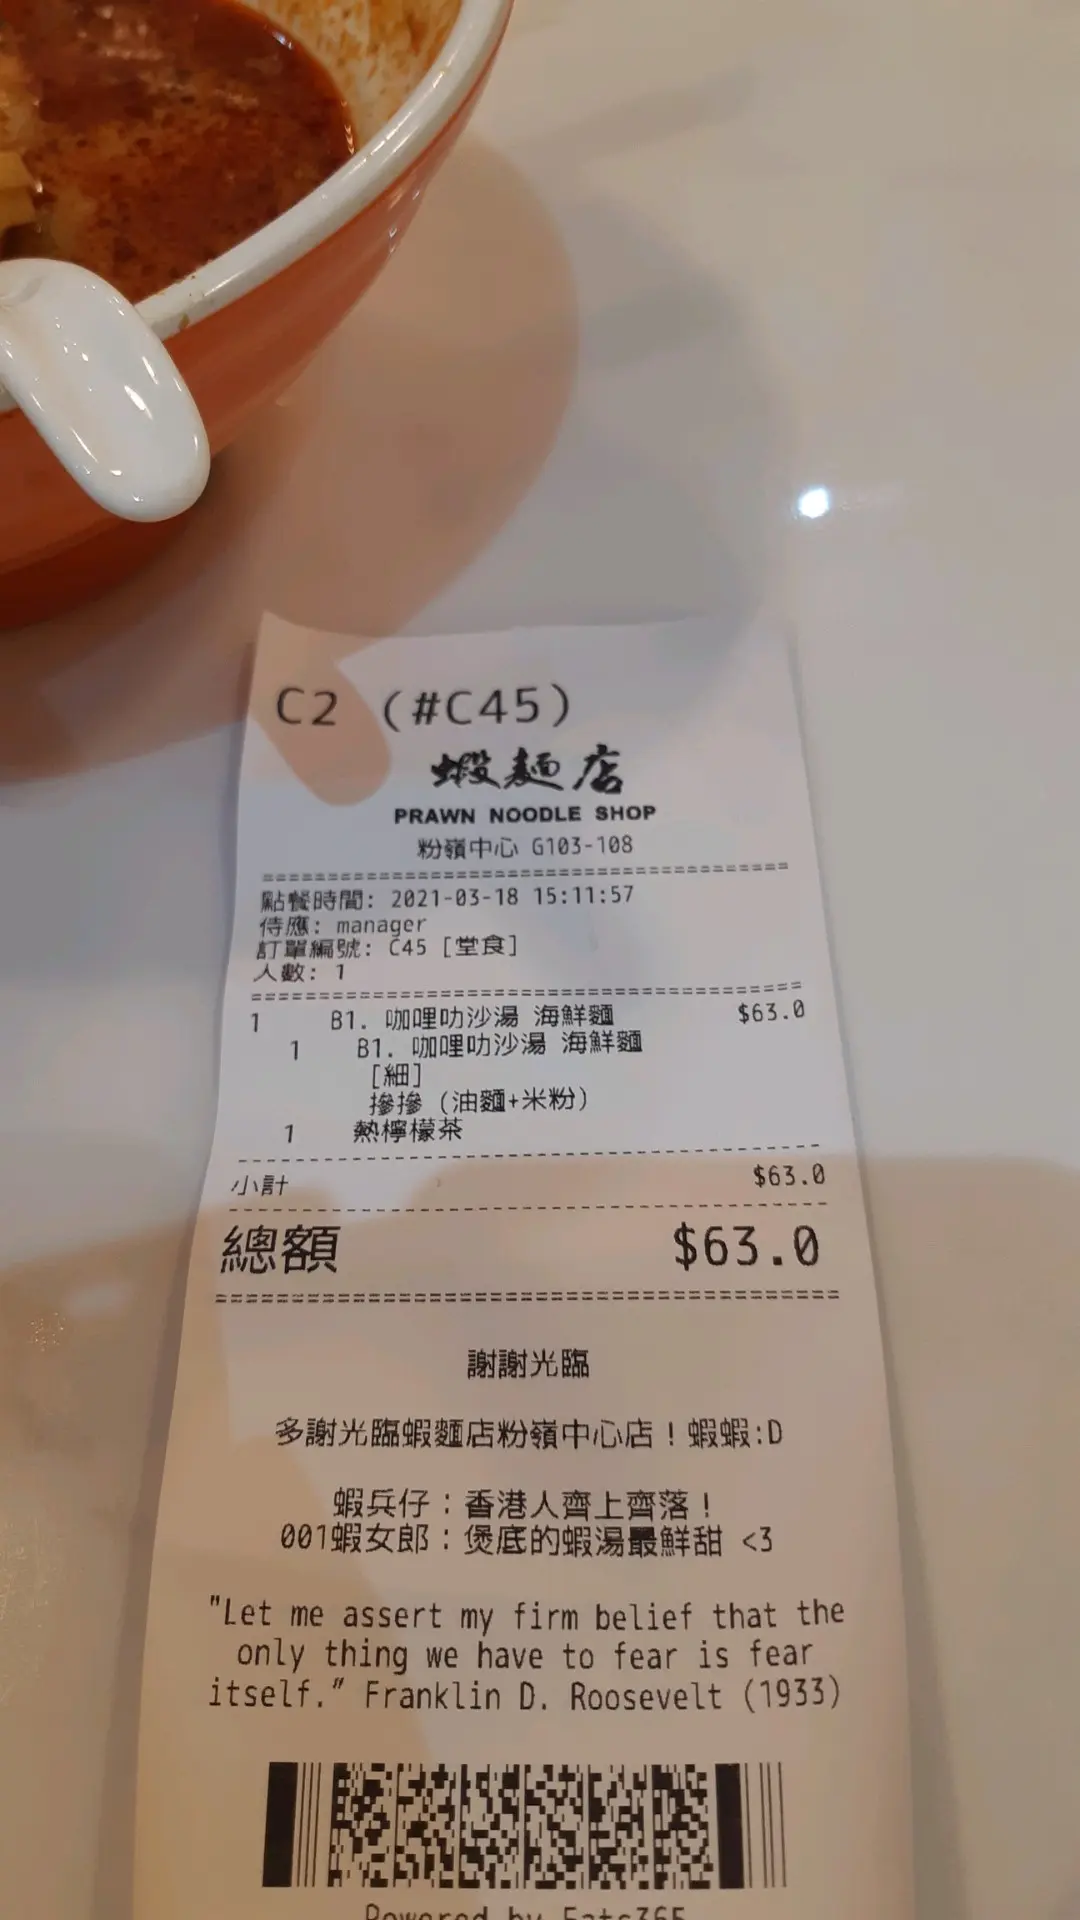 C2 (#C45)
蝦麵店
PRAWN NOODLE SHOP
粉嶺中心 G103-108
點餐時間: 2021-03-18 15:11:57
侍應: manager
訂單編號: C45 [堂食]
人數: 1
1 B1. 咖哩叻沙湯 海鮮麵 $63.0
1 B1. 咖哩叻沙湯 海鮮麵
[細]
摻摻 (油麵+米粉)
1 熱檸檬茶
小計 $63.0
總額 $63.0
謝謝光臨
多謝光臨蝦麵店粉嶺中心店！蝦蝦:D
蝦兵仔：香港人齊上齊落！
001蝦女郎：煲底的蝦湯最鮮甜 <3
"Let me assert my firm belief that the
only thing we have to fear is fear
itself.” Franklin D. Roosevelt (1933)
Powered by Eats365